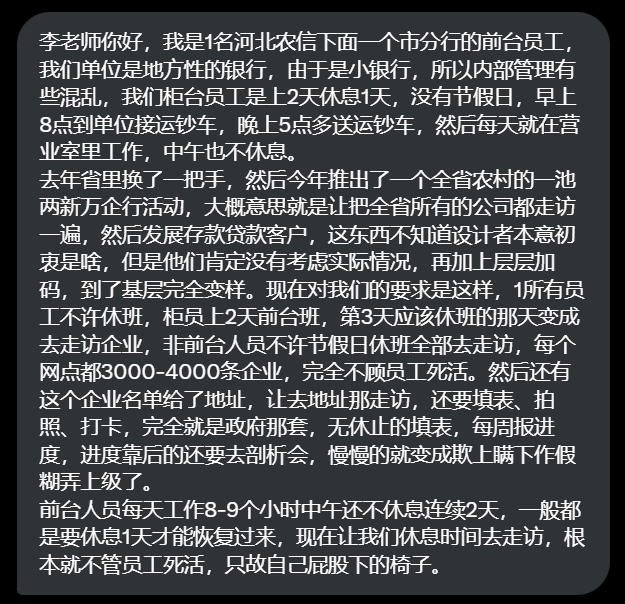 李老师你好，我是1名河北农信下面一个市分行的前台员工，
我们单位是地方性的银行，由于是小银行，所以内部管理有
些混乱，我们柜台员工是上2天休息1天，没有节假日，早上
8点到单位接运钞车，晚上5点多送运钞车，然后每天就在营
业室里工作，中午也不休息。
去年省里换了一把手，然后今年推出了一个全省农村的一池
两新万企行活动，大概意思就是让把全省所有的公司都走访
一遍，然后发展存款贷款客户，这东西不知道设计者本意初
衷是啥，但是他们肯定没有考虑实际情况，再加上层层加
码，到了基层完全变样。现在对我们的要求是这样，1所有员
工不许休班，柜员上2天前台班，第3天应该休班的那天变成
去走访企业，非前台人员不许节假日休班全部去走访，每个
网点都3000-4000条企业，完全不顾员工死活。然后还有
这个企业名单给了地址，让去地址那走访，还要填表、拍
照、打卡，完全就是政府那套，无休止的填表，每周报进
度，进度靠后的还要去剖析会，慢慢的就变成欺上瞒下作假
糊弄上级了。
前台人员每天工作8-9个小时中午还不休息连续2天，一般都
是要休息1天才能恢复过来，现在让我们休息时间去走访，根
本就不管员工死活，只故自己屁股下的椅子。